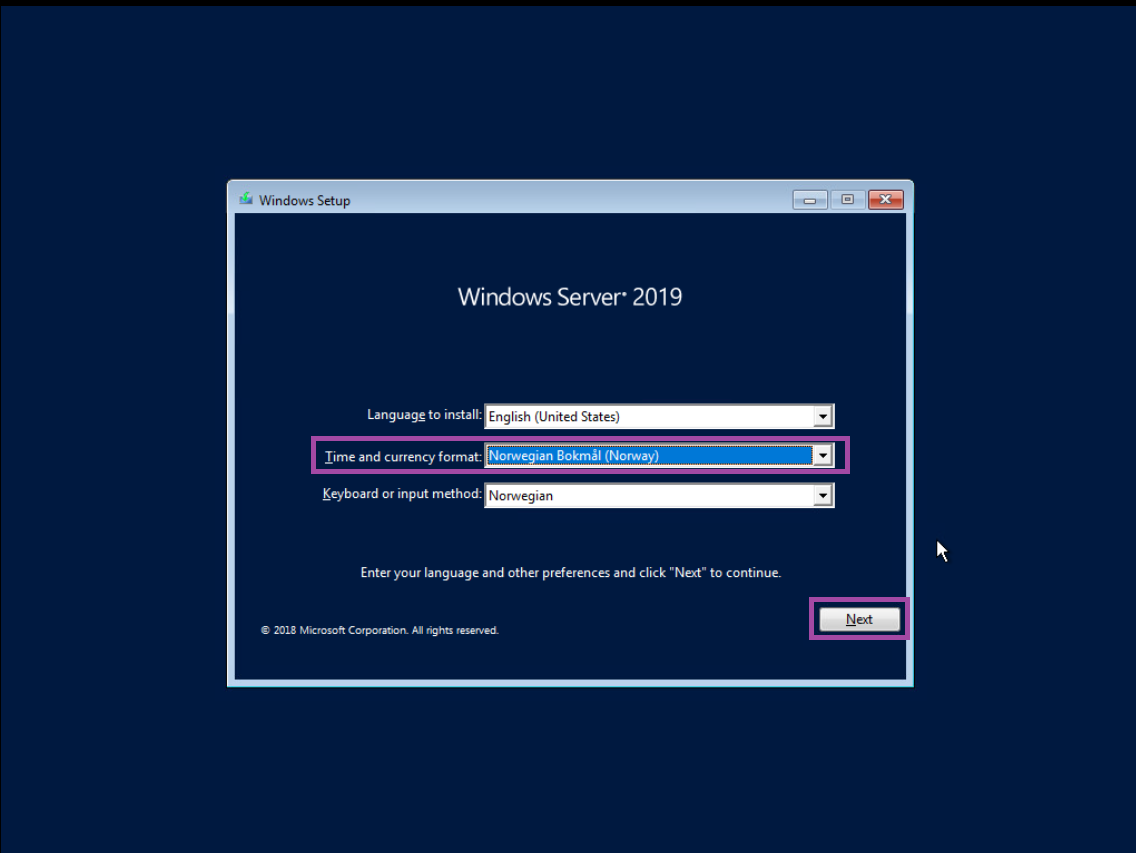 Windows Setup
Windows Server® 2019
Language to install: English (United States)
Time and currency format: Norwegian Bokmål (Norway)
Keyboard or input method: Norwegian
Enter your language and other preferences and click "Next" to continue.
Next
© 2018 Microsoft Corporation. All rights reserved.